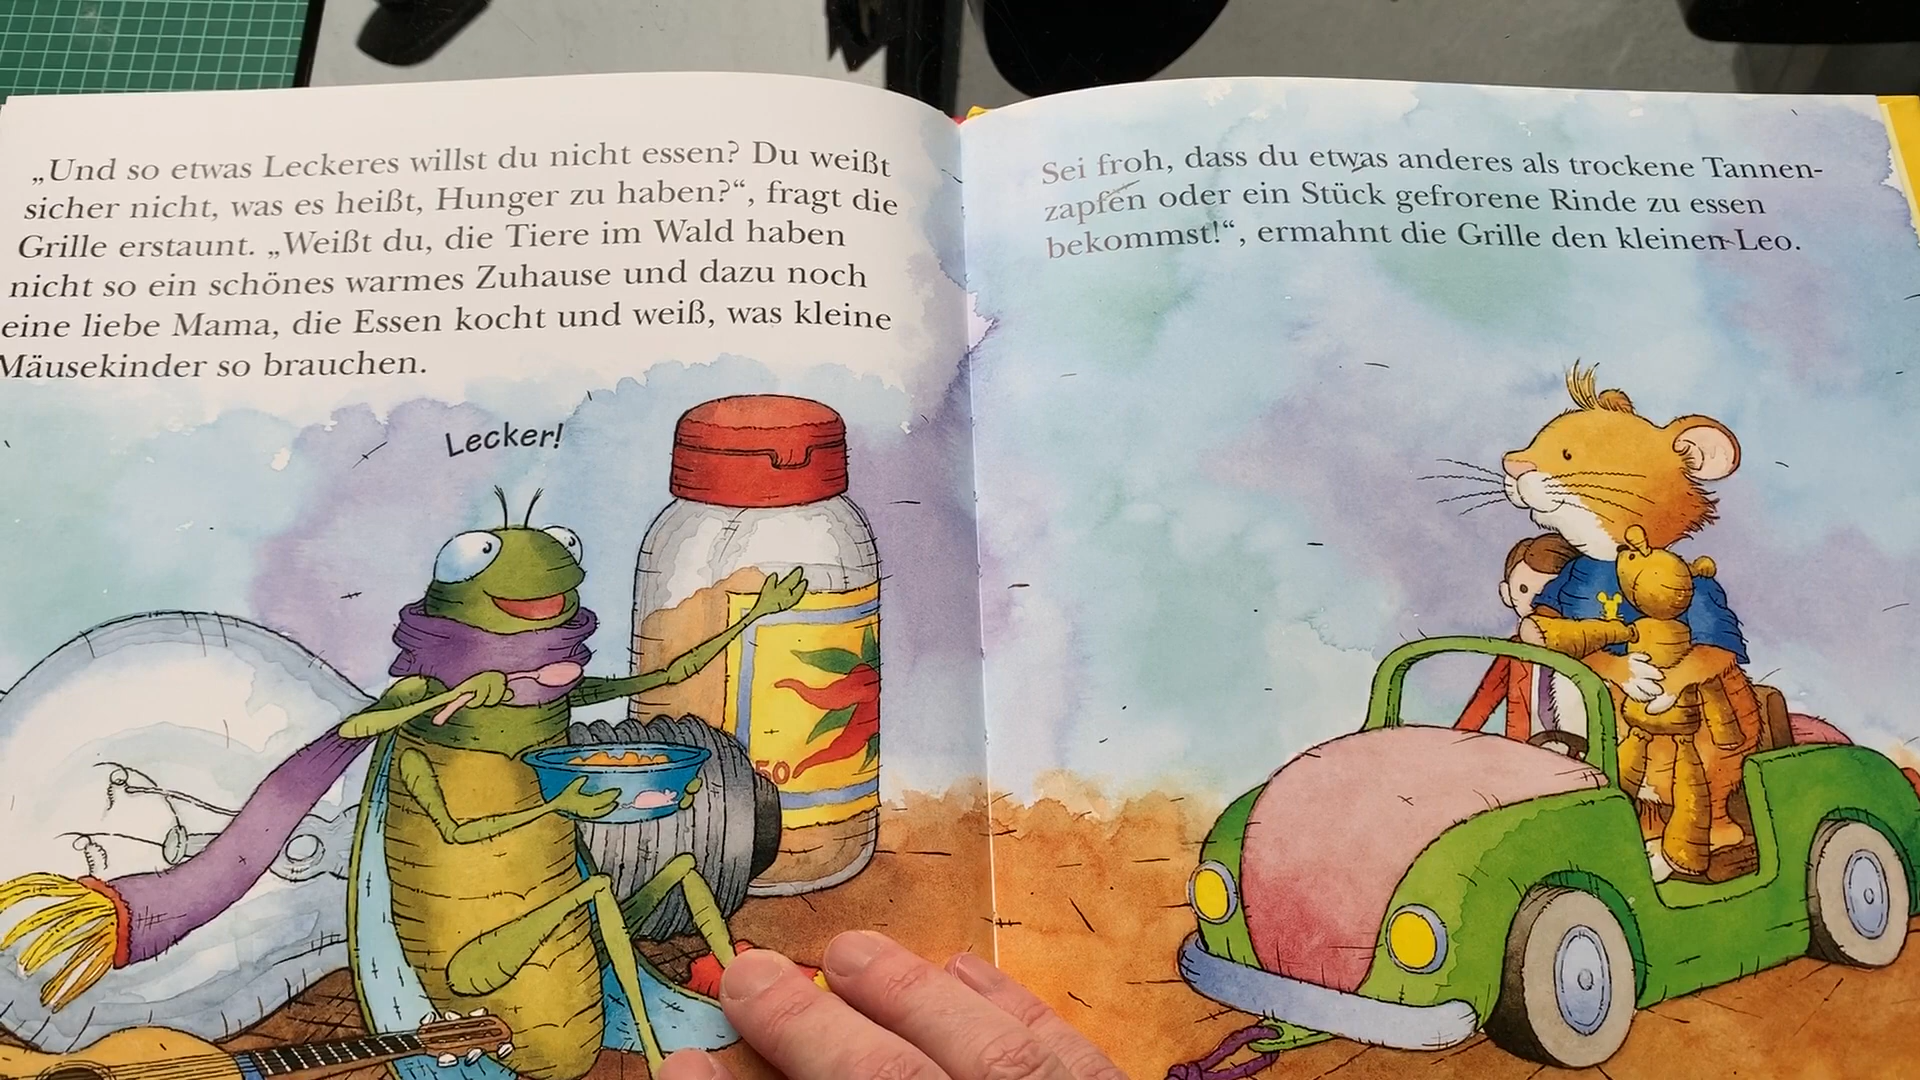 „Und so etwas Leckeres willst du nicht essen? Du weißt
sicher nicht, was es heißt, Hunger zu haben?“, fragt die
Grille erstaunt. „Weißt du, die Tiere im Wald haben
nicht so ein schönes warmes Zuhause und dazu noch
eine liebe Mama, die Essen kocht und weiß, was kleine
Mäusekinder so brauchen.
Lecker!
50
Sei froh, dass du etwas anderes als trockene Tannen-
zapfen oder ein Stück gefrorene Rinde zu essen
bekommst!“, ermahnt die Grille den kleinen Leo.